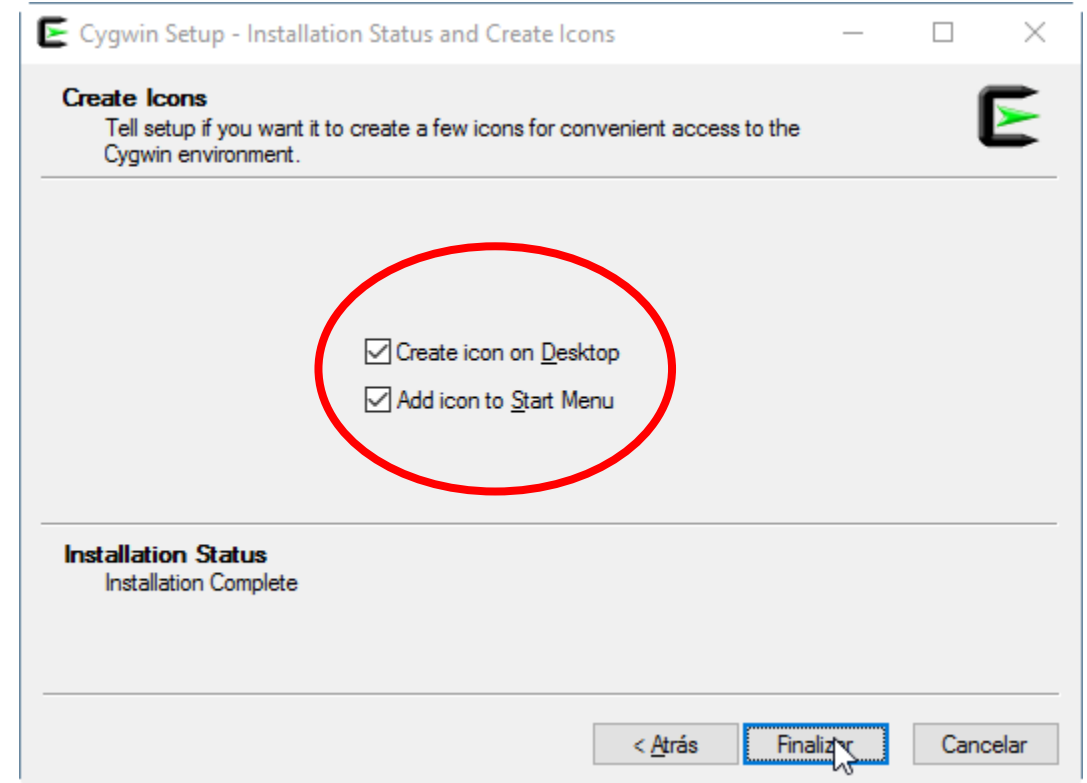 Cygwin Setup - Installation Status and Create Icons
Create Icons
Tell setup if you want it to create a few icons for convenient access to the
Cygwin environment.
Create icon on Desktop
Add icon to Start Menu
Installation Status
Installation Complete
< Atrás
Finalizar
Cancelar